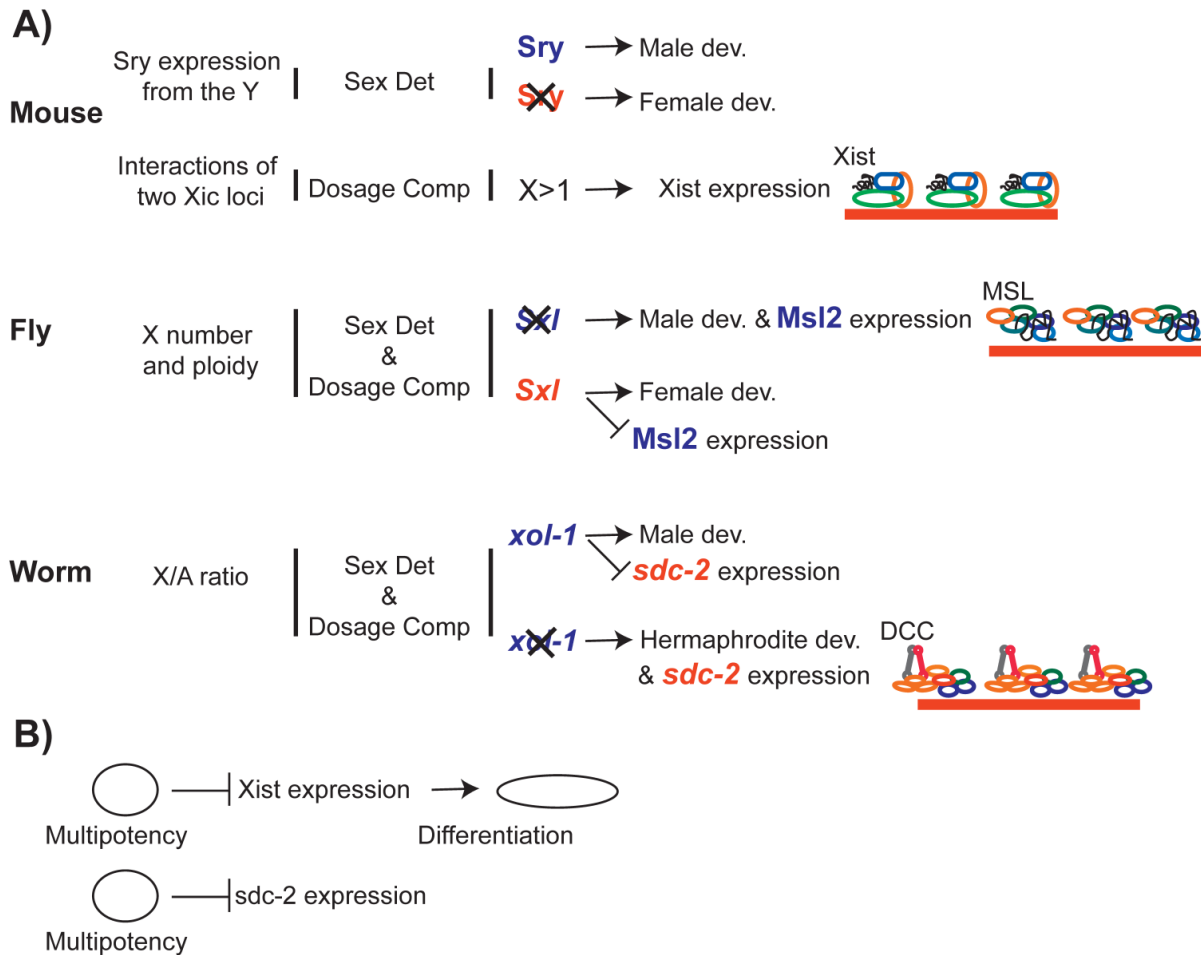 A)
Mouse
Sry expression
from the Y
Sex Det
Sry
Male dev.
Sry
Female dev.
Interactions of
two Xic loci
Dosage Comp
X>1
Xist expression
Xist
Fly
X number
and ploidy
Sex Det
&
Dosage Comp
Sxl
Male dev. & Msl2 expression
MSL
Sxl
Female dev.
Msl2 expression
Worm
X/A ratio
Sex Det
&
Dosage Comp
xol-1
Male dev.
sdc-2 expression
xol-1
Hermaphrodite dev.
& sdc-2 expression
DCC
B)
Multipotency
Xist expression
Differentiation
Multipotency
sdc-2 expression